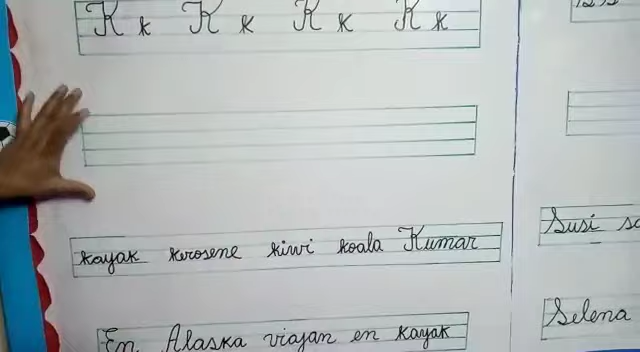 K k K k K k K k
kayak kerosene kiwi koala Kumar
En Alaska viajan en kayak
Susi
Selena